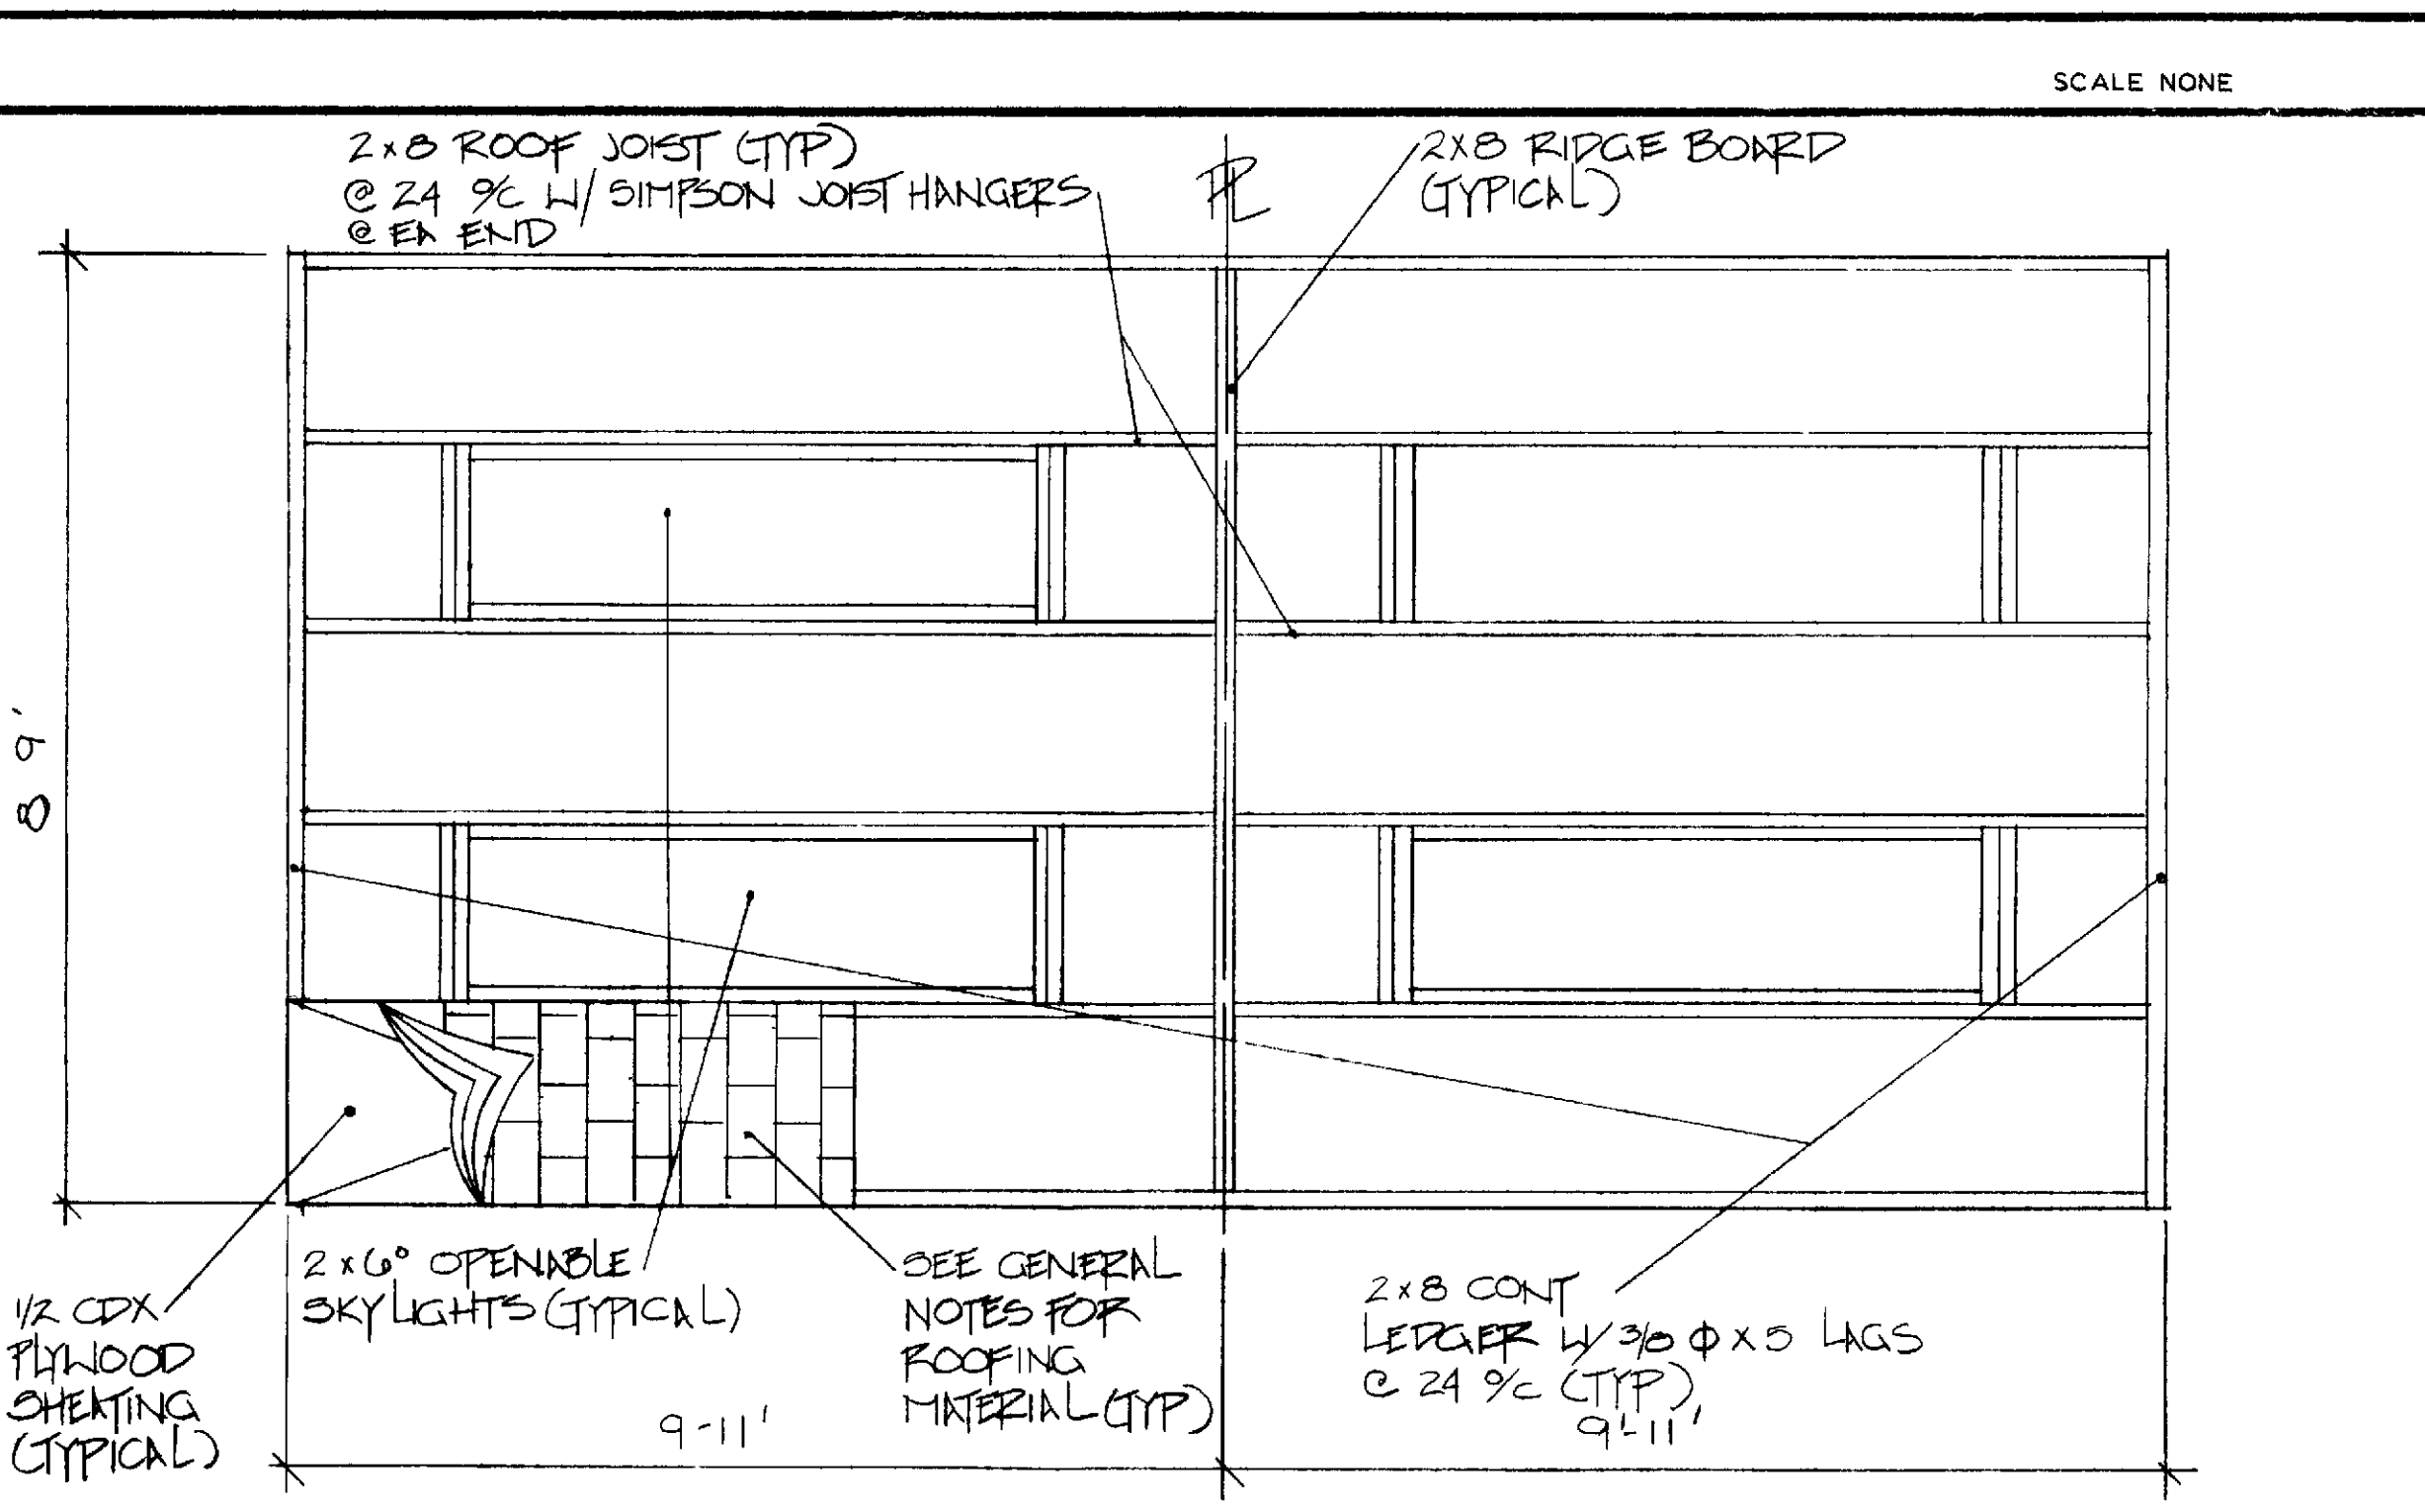 SCALE NONE
2x8 ROOF JOIST (TYP)
@ 24 O/C W/ SIMPSON JOIST HANGERS
@ EA END
PL
2X8 RIDGE BOARD
(TYPICAL)
8 9'
1/2 CDX
PLYWOOD
SHEATING
(TYPICAL)
2 x 6° OPENABLE
SKYLIGHTS (TYPICAL)
SEE GENERAL
NOTES FOR
ROOFING
MATERIAL (TYP)
2x8 CONT
LEDGER W/ 3/8 Φ X 5 LAGS
@ 24 O/C (TYP)
9-11'
9'-11'